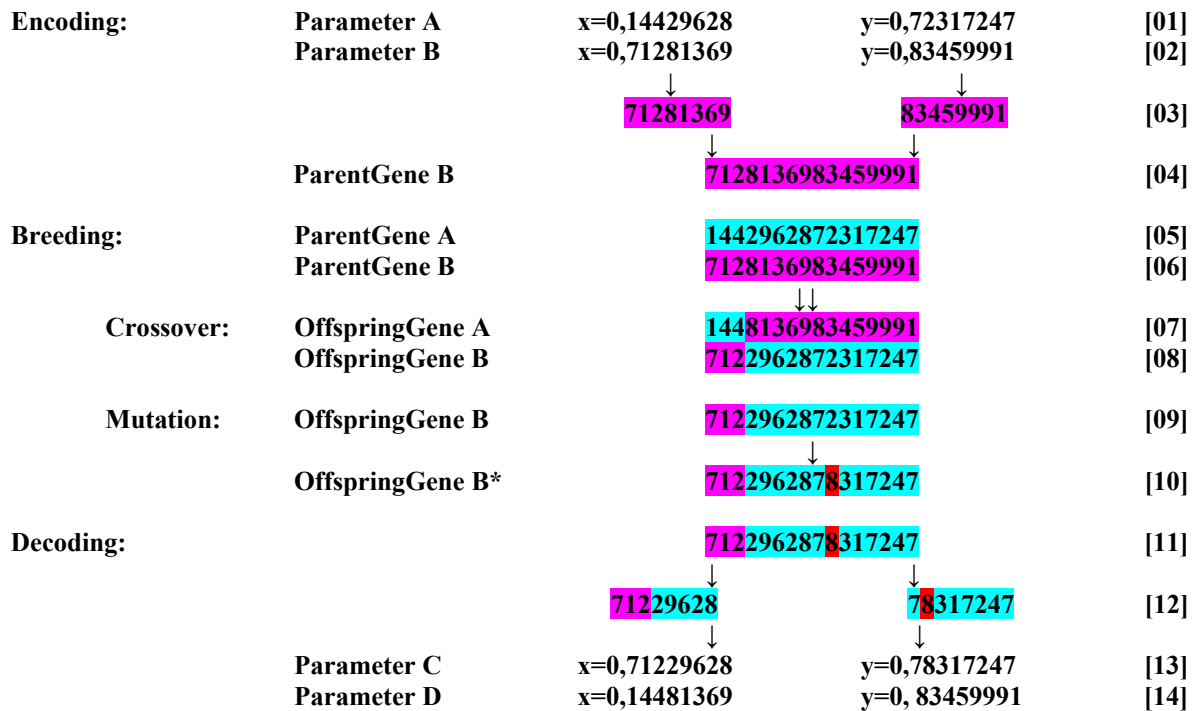 Encoding: Parameter A x=0,14429628 y=0,72317247 [01]
Parameter B x=0,71281369 y=0,83459991 [02]
↓ ↓
71281369 83459991 [03]
↓ ↓
ParentGene B 7128136983459991 [04]
Breeding: ParentGene A 1442962872317247 [05]
ParentGene B 7128136983459991 [06]
↓↓
Crossover: OffspringGene A 1448136983459991 [07]
OffspringGene B 7122962872317247 [08]
Mutation: OffspringGene B 7122962872317247 [09]
↓
OffspringGene B* 7122962878317247 [10]
Decoding: 7122962878317247 [11]
↓ ↓
71229628 78317247 [12]
↓ ↓
Parameter C x=0,71229628 y=0,78317247 [13]
Parameter D x=0,14481369 y=0, 83459991 [14]